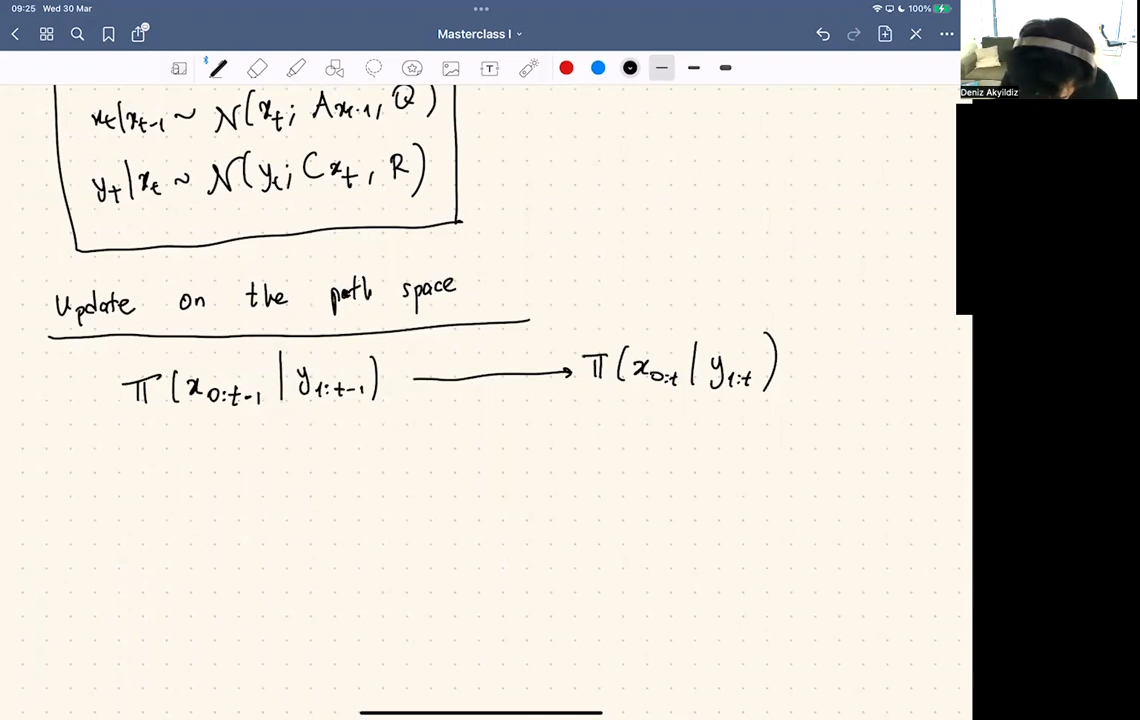 09:25 Wed 30 Mar
100%
Masterclass I
Deniz Akyildiz
x_t|x_{t-1} ~ N(x_t; Ax_{t-1}, Q)
y_t|x_t ~ N(y_t; Cx_t, R)
Update on the path space
π(x_{0:t-1} | y_{1:t-1}) → π(x_{0:t} | y_{1:t})